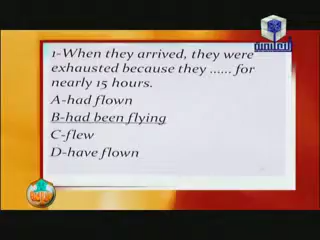 1-When they arrived, they were
exhausted because they ...... for
nearly 15 hours.
A-had flown
B-had been flying
C-flew
D-have flown